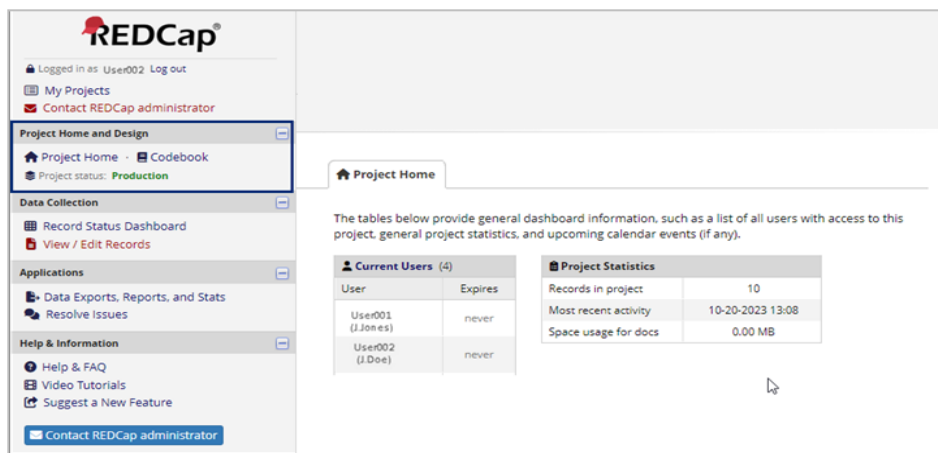 REDCap®
Logged in as User002 Log out
My Projects
Contact REDCap administrator
Project Home and Design
Project Home · Codebook
Project status: Production
Data Collection
Record Status Dashboard
View / Edit Records
Applications
Data Exports, Reports, and Stats
Resolve Issues
Help & Information
Help & FAQ
Video Tutorials
Suggest a New Feature
Contact REDCap administrator
Project Home
The tables below provide general dashboard information, such as a list of all users with access to this
project, general project statistics, and upcoming calendar events (if any).
Current Users (4)
User Expires
User001
(J.Jones) never
User002
(J.Doe) never
Project Statistics
Records in project 10
Most recent activity 10-20-2023 13:08
Space usage for docs 0.00 MB